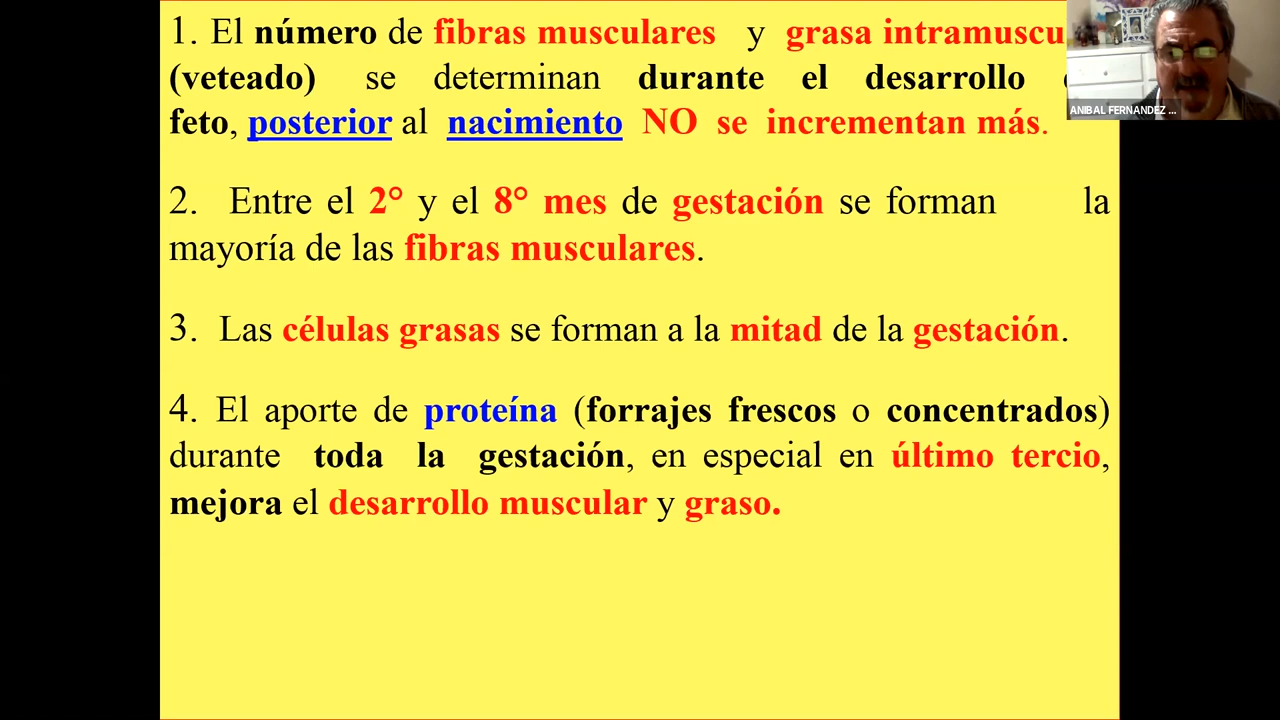 1. El número de fibras musculares y grasa intramuscu
(veteado) se determinan durante el desarrollo
feto, posterior al nacimiento NO se incrementan más.
ANIBAL FERNANDEZ ...
2. Entre el 2° y el 8° mes de gestación se forman la
mayoría de las fibras musculares.
3. Las células grasas se forman a la mitad de la gestación.
4. El aporte de proteína (forrajes frescos o concentrados)
durante toda la gestación, en especial en último tercio,
mejora el desarrollo muscular y graso.